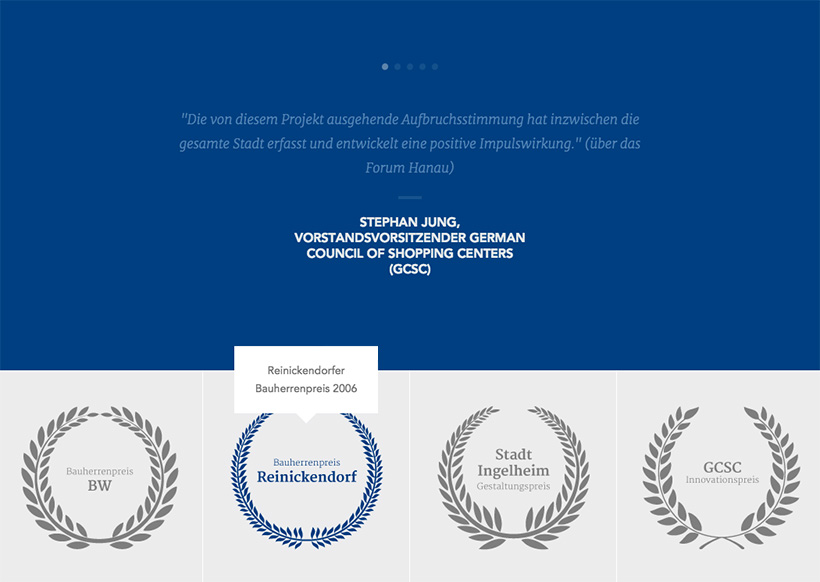 "Die von diesem Projekt ausgehende Aufbruchsstimmung hat inzwischen die
gesamte Stadt erfasst und entwickelt eine positive Impulswirkung." (über das
Forum Hanau)
STEPHAN JUNG,
VORSTANDSVORSITZENDER GERMAN
COUNCIL OF SHOPPING CENTERS
(GCSC)
Reinickendorfer
Bauherrenpreis 2006
Bauherrenpreis
BW
Bauherrenpreis
Reinickendorf
Stadt
Ingelheim
Gestaltungspreis
GCSC
Innovationspreis